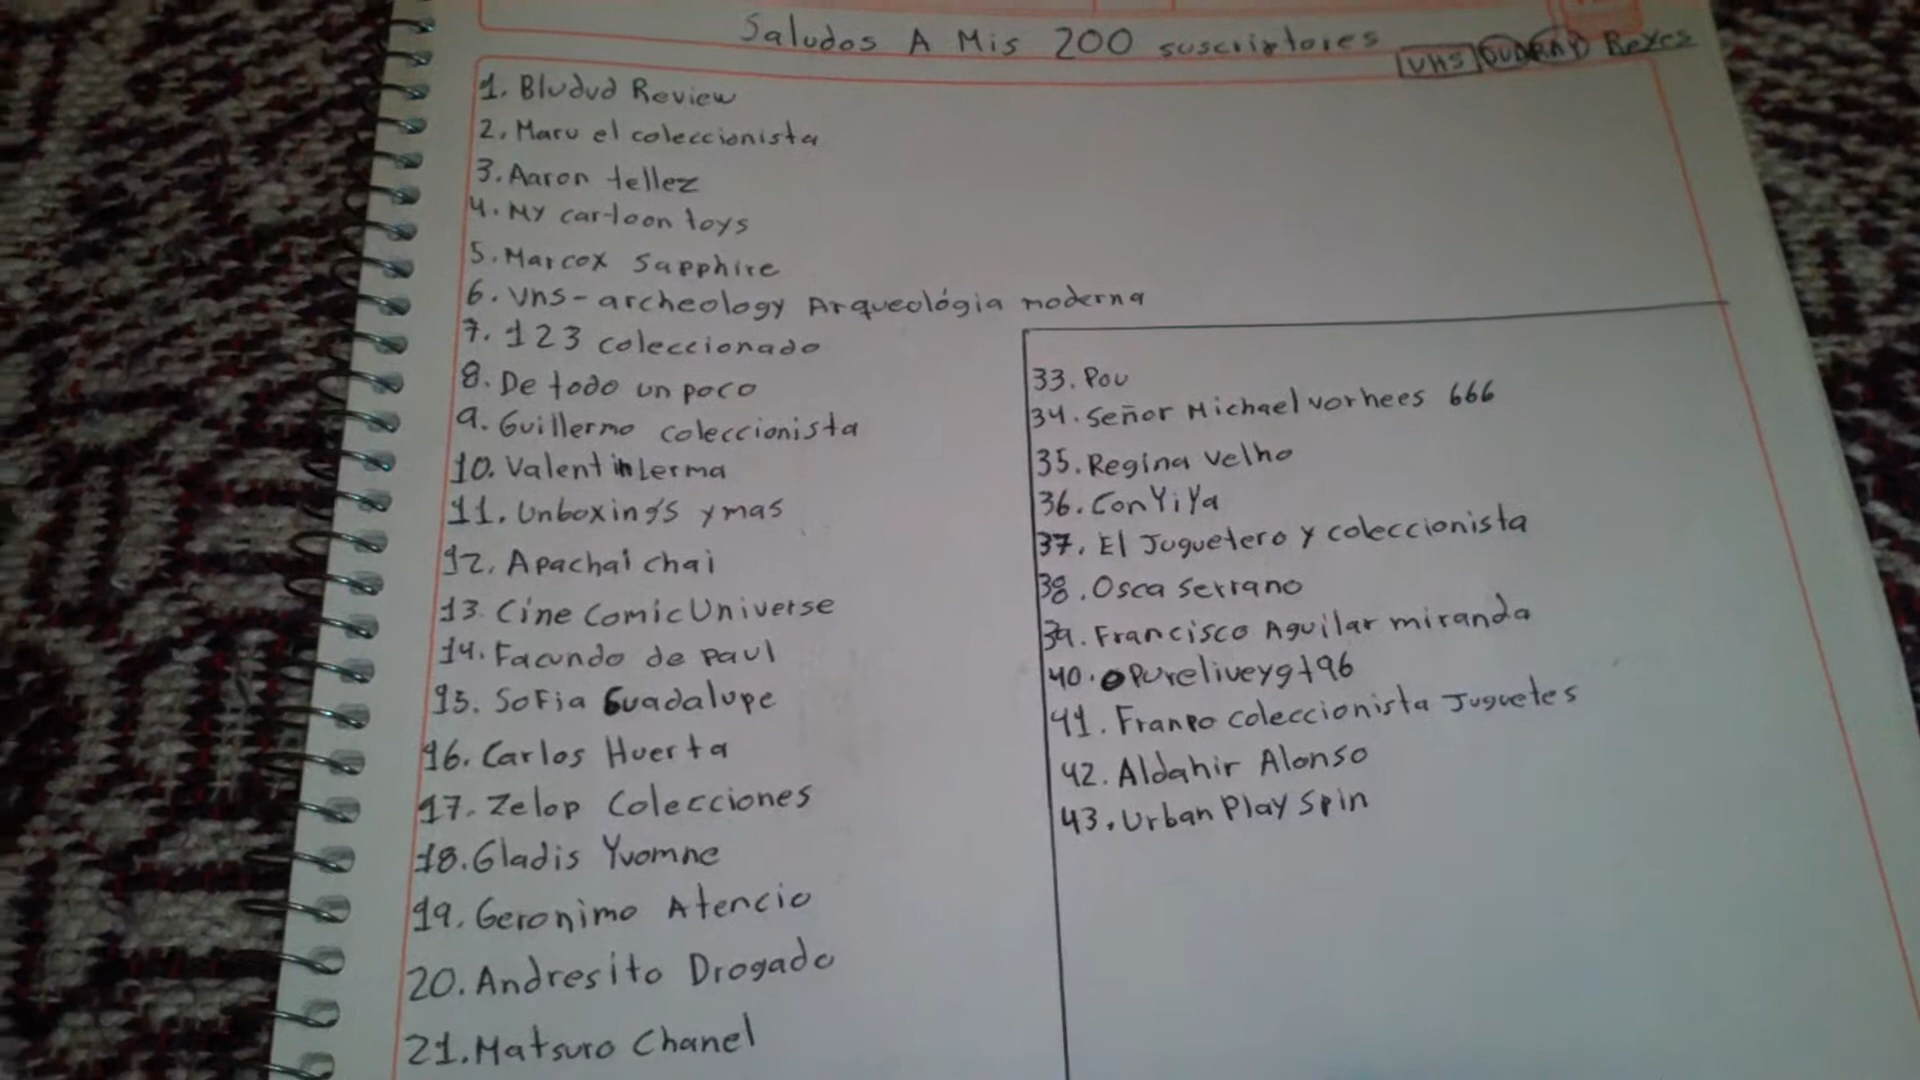 Saludos A Mis 200 suscriptores
VHS Reyes
1. Bludud Review
2. Maru el coleccionista
3. Aaron tellez
4. My cartoon toys
5. Marcox Sapphire
6. Vhs-archeology Arqueológia moderna
7. 123 coleccionado
8. De todo un poco
9. Guillermo coleccionista
10. Valentin Lerma
11. Unboxing's y mas
12. Apachai chai
13. Cine Comic Universe
14. Facundo de paul
15. Sofia Guadalupe
16. Carlos Huerta
17. Zelop Colecciones
18. Gladis Yvomne
19. Geronimo Atencio
20. Andresito Drogado
21. Matsuro Chanel
33. Pou
34. Señor Michael vorhees 666
35. Regina velho
36. ConYiYa
37. El Juguetero y coleccionista
38. Osca serrano
39. Francisco Aguilar miranda
40. Pureliveygt96
41. Franpo coleccionista Juguetes
42. Aldahir Alonso
43. Urban Play Spin